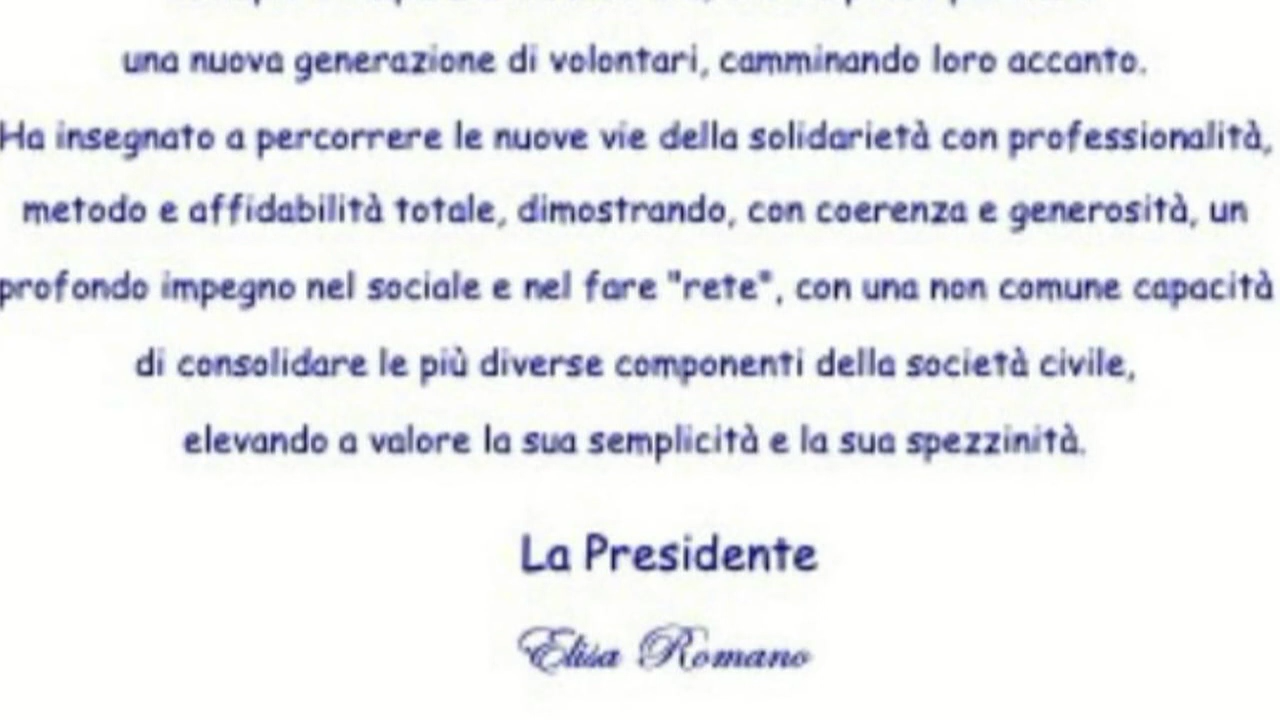 una nuova generazione di volontari, camminando loro accanto.
Ha insegnato a percorrere le nuove vie della solidarietà con professionalità,
metodo e affidabilità totale, dimostrando, con coerenza e generosità, un
profondo impegno nel sociale e nel fare "rete", con una non comune capacità
di consolidare le più diverse componenti della società civile,
elevando a valore la sua semplicità e la sua spezzinità.
La Presidente
Elisa Romano